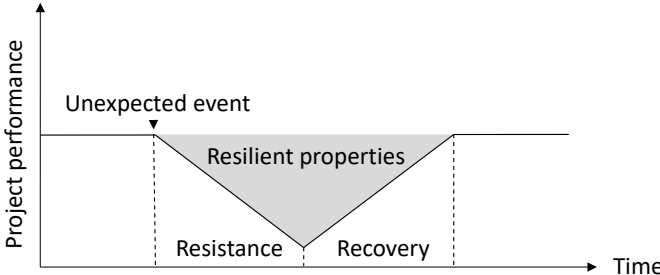 Project performance
Unexpected event
Resilient properties
Resistance
Recovery
Time